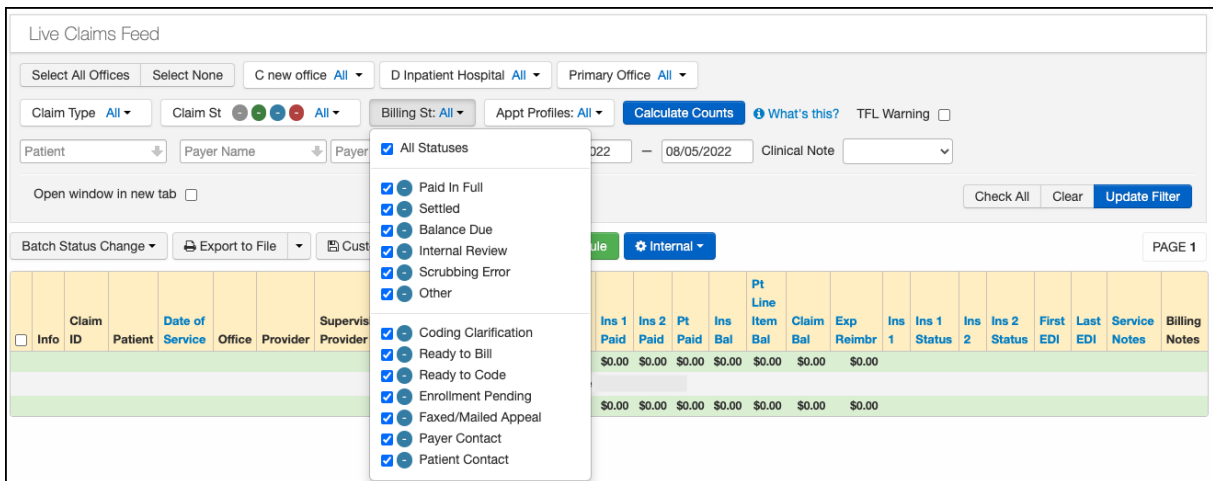 Live Claims Feed
Select All Offices Select None C new office All D Inpatient Hospital All Primary Office All
Claim Type All Claim St All Billing St: All Appt Profiles: All Calculate Counts What's this? TFL Warning
Patient Payer Name Payer 022 — 08/05/2022 Clinical Note
All Statuses
Paid In Full
Settled
Balance Due
Internal Review
Scrubbing Error
Other
Coding Clarification
Ready to Bill
Ready to Code
Enrollment Pending
Faxed/Mailed Appeal
Payer Contact
Patient Contact
Open window in new tab Check All Clear Update Filter
Batch Status Change Export to File Cust ule Internal PAGE 1
Pt
Line
Claim Date of Supervis Ins 1 Ins 2 Pt Ins Item Claim Exp Ins Ins 1 Ins Ins 2 First Last Service Billing
Info ID Patient Service Office Provider Provider Paid Paid Paid Bal Bal Bal Reimbr 1 Status 2 Status EDI EDI Notes Notes
$0.00 $0.00 $0.00 $0.00 $0.00 $0.00 $0.00
$0.00 $0.00 $0.00 $0.00 $0.00 $0.00 $0.00